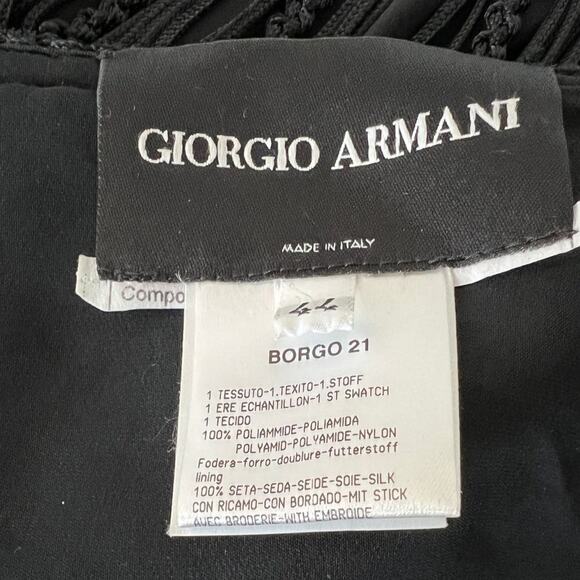 GIORGIO ARMANI
MADE IN ITALY
Compo
44
BORGO 21
1 TESSUTO-1.TEXITO-1.STOFF
1 ERE ECHANTILLON-1 ST SWATCH
1 TECIDO
100% POLIAMMIDE-POLIAMIDA
POLYAMID-POLYAMIDE-NYLON
Fodera-forro-doublure-futterstoff
lining
100% SETA-SEDA-SEIDE-SOIE-SILK
CON RICAMO-CON BORDADO-MIT STICK
AVEC BRODERIE-WITH EMBROIDE